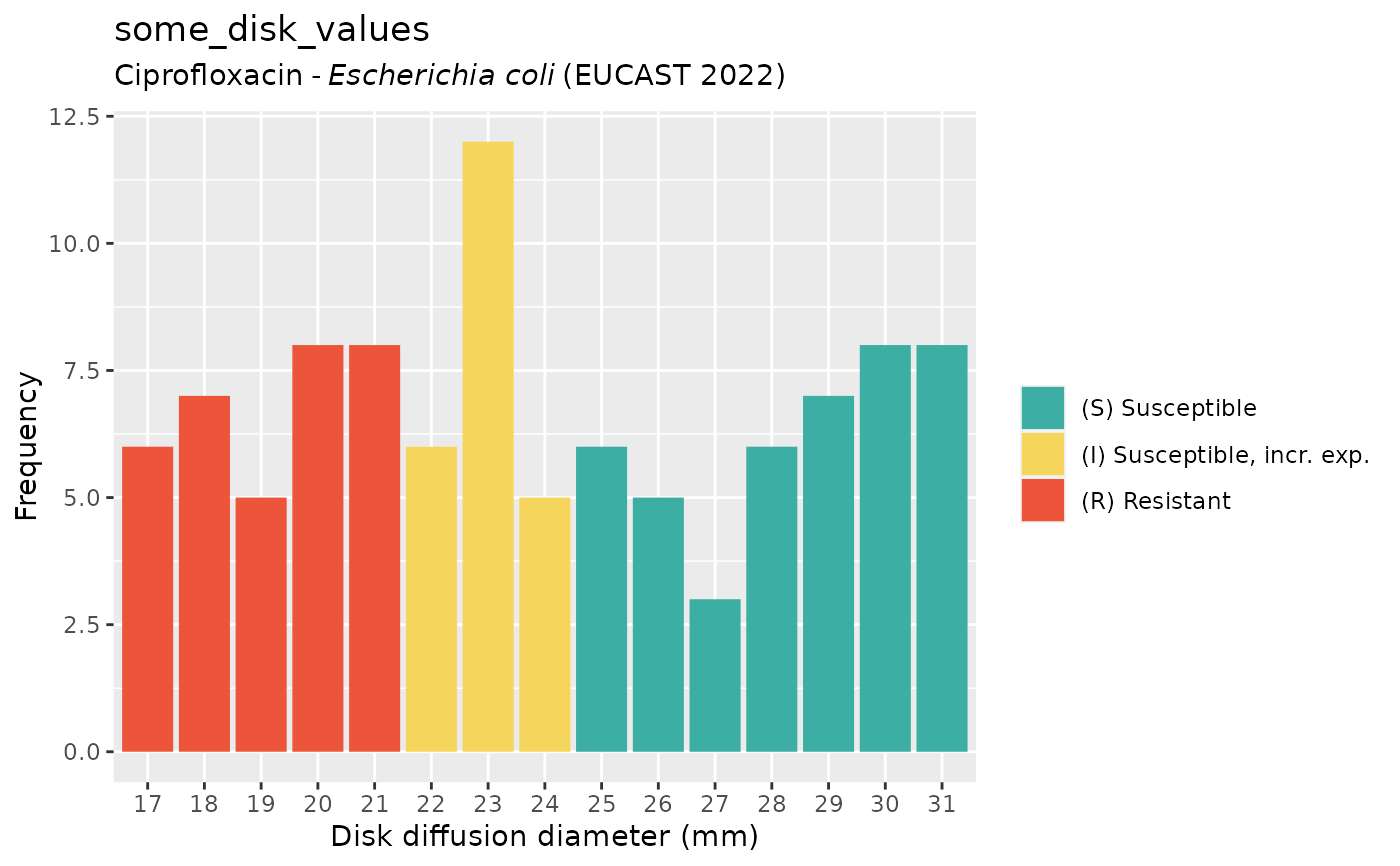 some_disk_values
Ciprofloxacin - Escherichia coli (EUCAST 2022)
12.5
10.0
7.5
5.0
2.5
0.0
Frequency
17 18 19 20 21 22 23 24 25 26 27 28 29 30 31
Disk diffusion diameter (mm)
(S) Susceptible
(I) Susceptible, incr. exp.
(R) Resistant